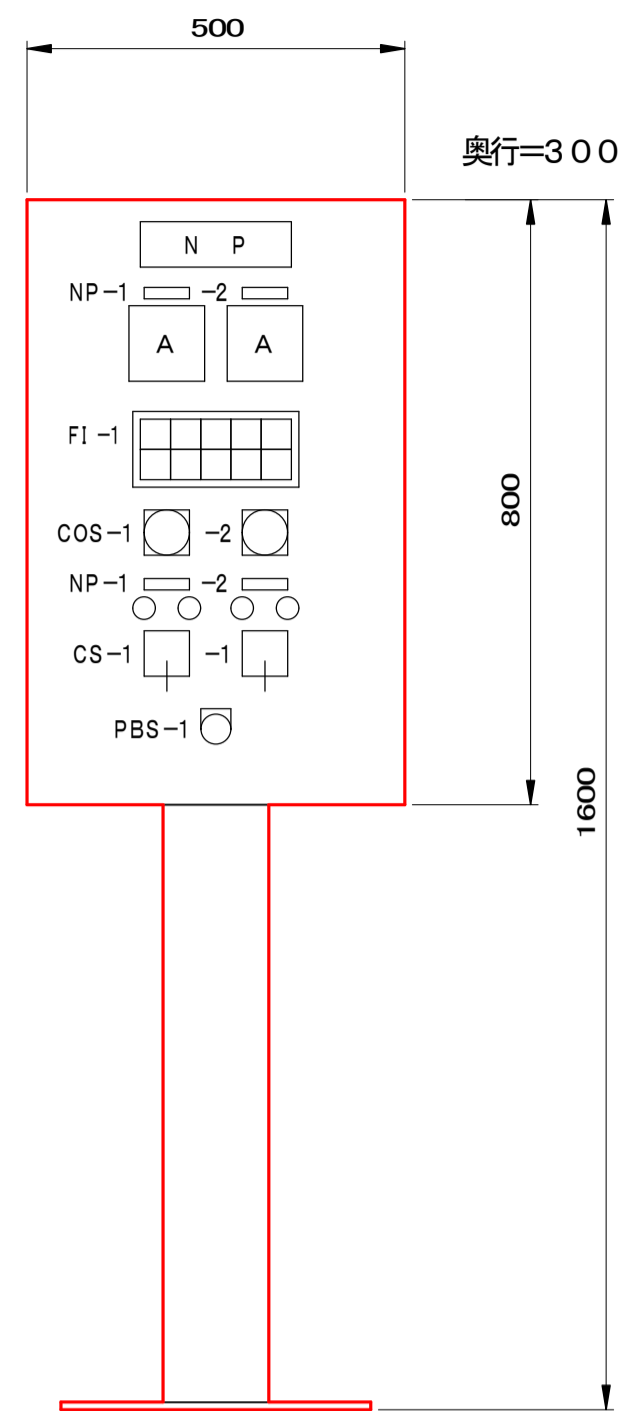 500
奥行=３００
N P
NP-1 -2
A A
FI-1
COS-1 -2
NP-1 -2
CS-1 -1
PBS-1
800
1600